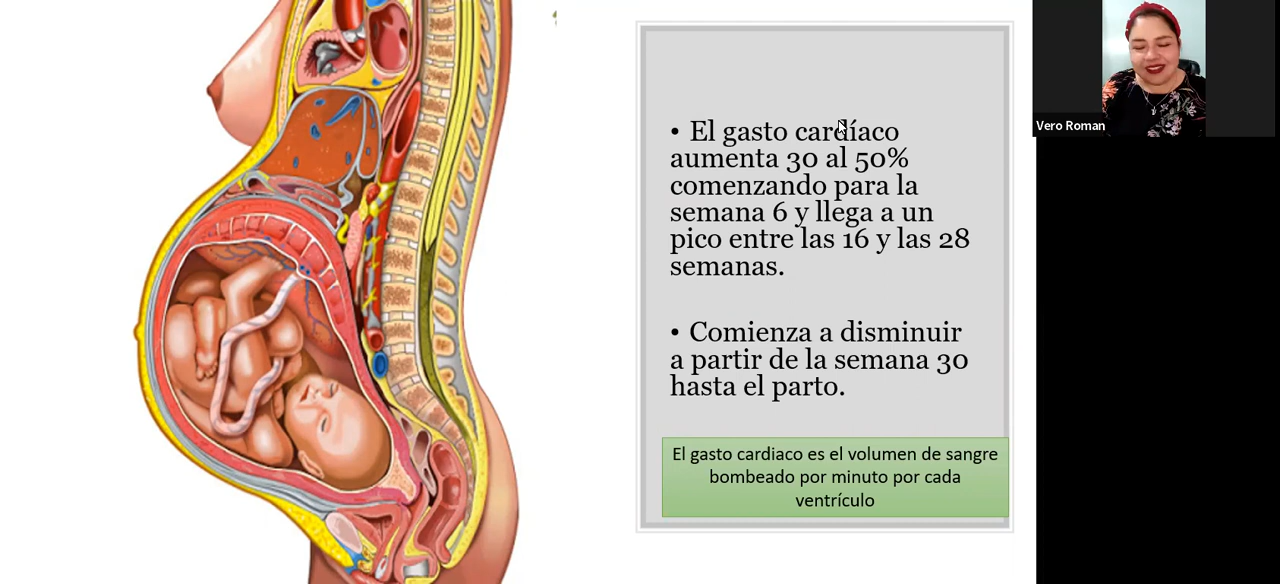 • El gasto cardíaco
aumenta 30 al 50%
comenzando para la
semana 6 y llega a un
pico entre las 16 y las 28
semanas.
• Comienza a disminuir
a partir de la semana 30
hasta el parto.
El gasto cardiaco es el volumen de sangre
bombeado por minuto por cada
ventrículo
Vero Roman